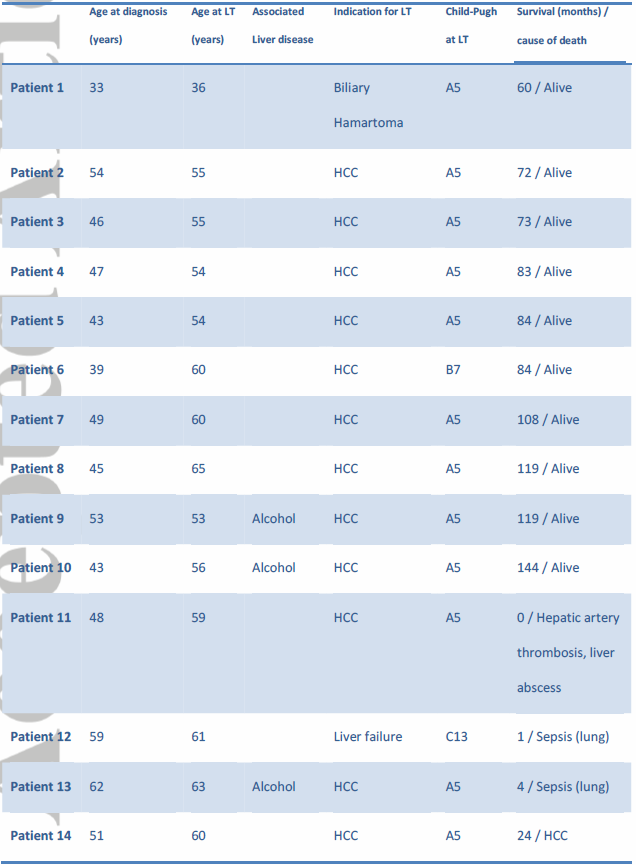 Age at diagnosis Age at LT Associated Indication for LT Child-Pugh Survival (months) /
(years) (years) Liver disease at LT cause of death
Patient 1 33 36 Biliary A5 60 / Alive
Hamartoma
Patient 2 54 55 HCC A5 72 / Alive
Patient 3 46 55 HCC A5 73 / Alive
Patient 4 47 54 HCC A5 83 / Alive
Patient 5 43 54 HCC A5 84 / Alive
Patient 6 39 60 HCC B7 84 / Alive
Patient 7 49 60 HCC A5 108 / Alive
Patient 8 45 65 HCC A5 119 / Alive
Patient 9 53 53 Alcohol HCC A5 119 / Alive
Patient 10 43 56 Alcohol HCC A5 144 / Alive
Patient 11 48 59 HCC A5 0 / Hepatic artery
thrombosis, liver
abscess
Patient 12 59 61 Liver failure C13 1 / Sepsis (lung)
Patient 13 62 63 Alcohol HCC A5 4 / Sepsis (lung)
Patient 14 51 60 HCC A5 24 / HCC